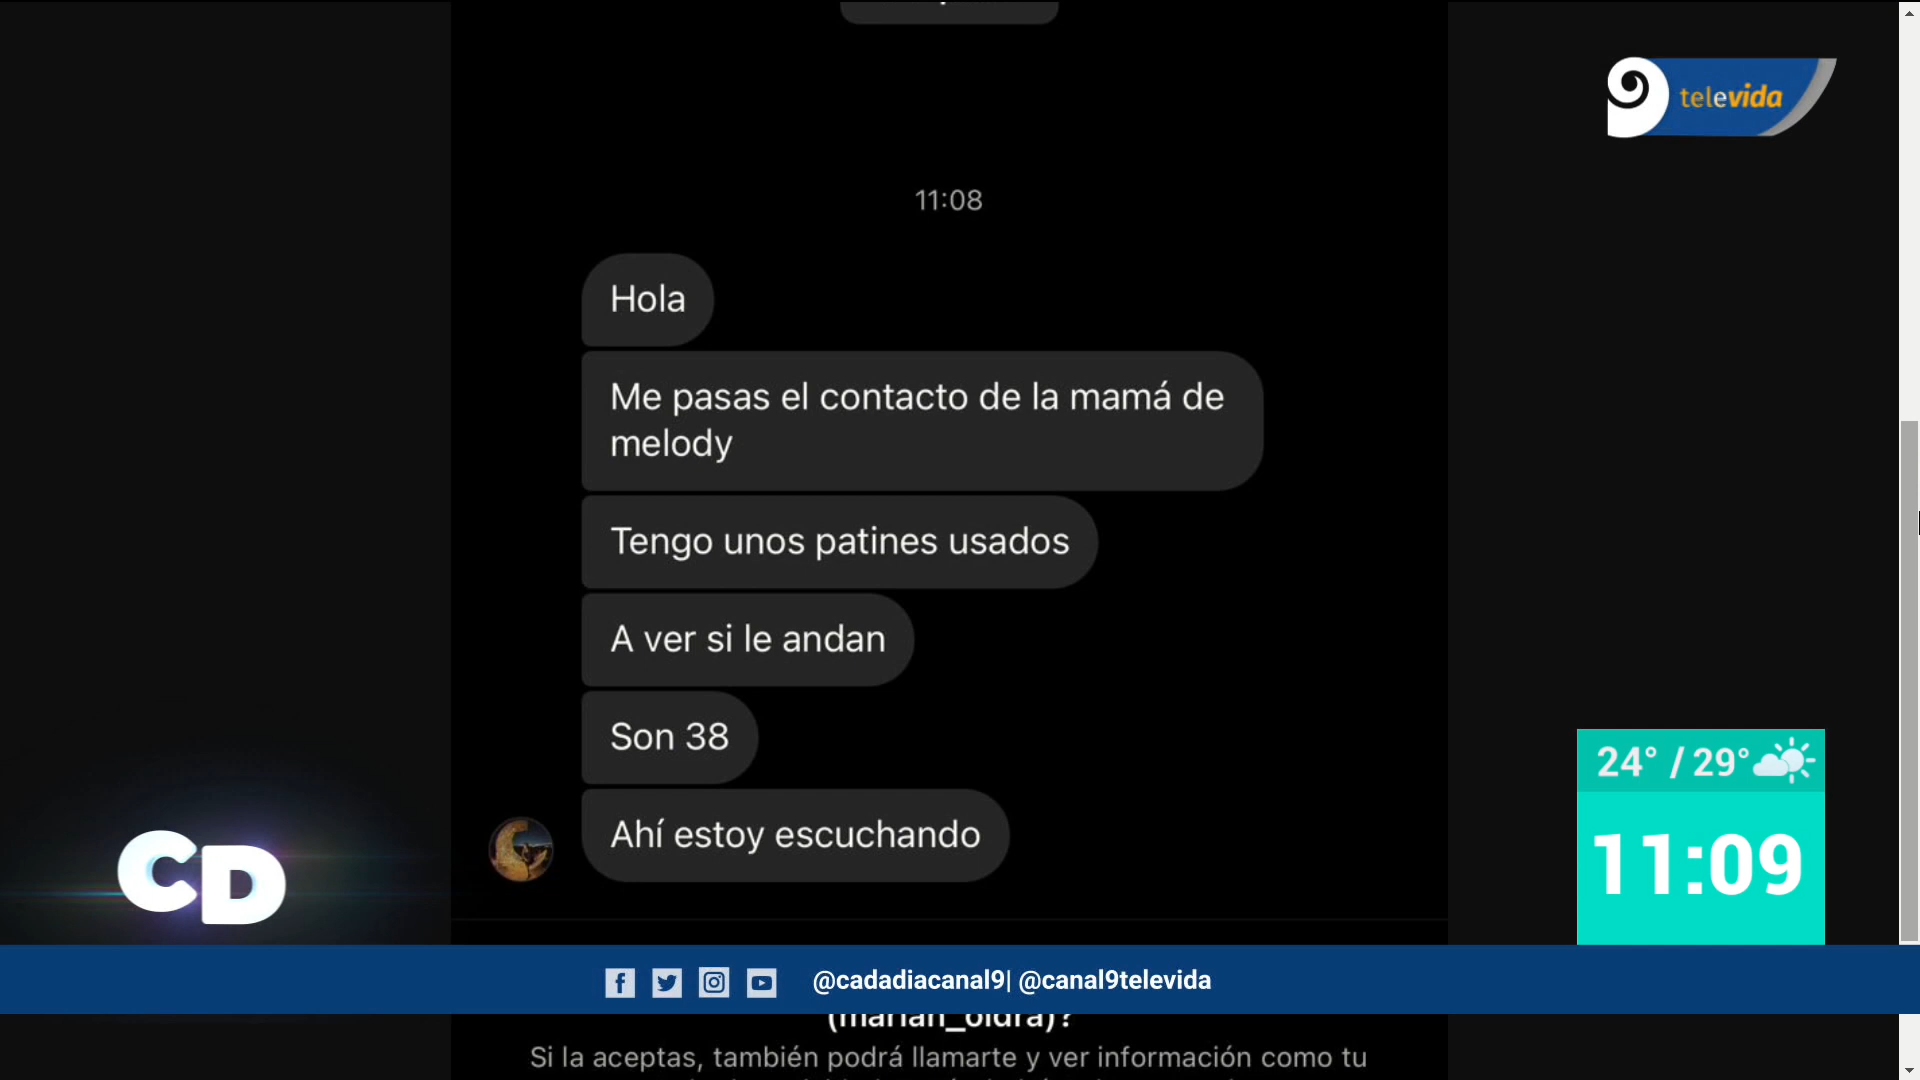 televida
11:08
Hola
Me pasas el contacto de la mamá de
melody
Tengo unos patines usados
A ver si le andan
Son 38
Ahí estoy escuchando
24° / 29°
11:09
CD
@cadadiacanal9| @canal9televida
Si la aceptas, también podrá llamarte y ver información como tu